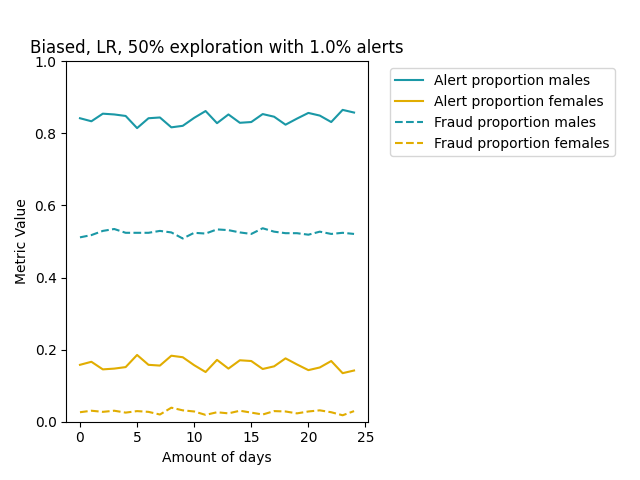 Biased, LR, 50% exploration with 1.0% alerts
1.0
0.8
0.6
0.4
0.2
0.0
Metric Value
0 5 10 15 20 25
Amount of days
Alert proportion males
Alert proportion females
Fraud proportion males
Fraud proportion females